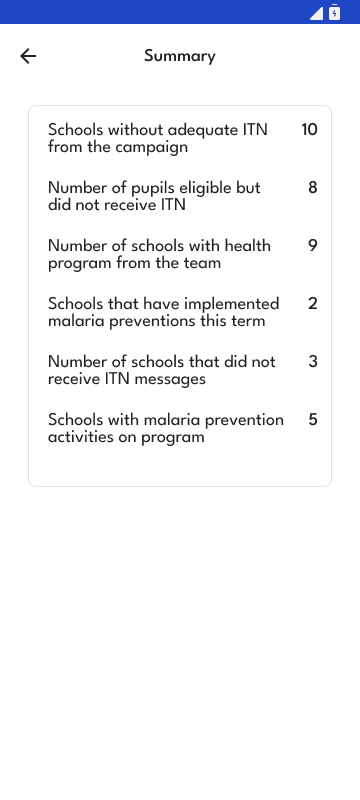 Summary
Schools without adequate ITN 10
from the campaign
Number of pupils eligible but 8
did not receive ITN
Number of schools with health 9
program from the team
Schools that have implemented 2
malaria preventions this term
Number of schools that did not 3
receive ITN messages
Schools with malaria prevention 5
activities on program